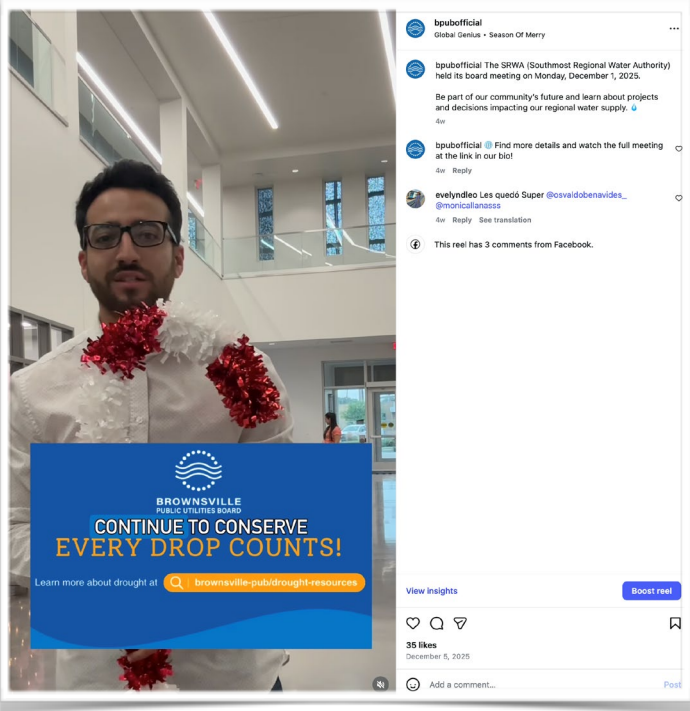 bpubofficial
Global Genius • Season Of Merry
bpubofficial The SRWA (Southmost Regional Water Authority)
held its board meeting on Monday, December 1, 2025.
Be part of our community's future and learn about projects
and decisions impacting our regional water supply. 💧
4w
bpubofficial 🌐 Find more details and watch the full meeting
at the link in our bio!
4w Reply
evelyndleo Les quedó Super @osvaldobenavides_
@monicallanasss
4w Reply See translation
This reel has 3 comments from Facebook.
BROWNSVILLE
PUBLIC UTILITIES BOARD
CONTINUE TO CONSERVE
EVERY DROP COUNTS!
Learn more about drought at brownsville-pub/drought-resources
View insights
Boost reel
35 likes
December 5, 2025
Add a comment...
Post